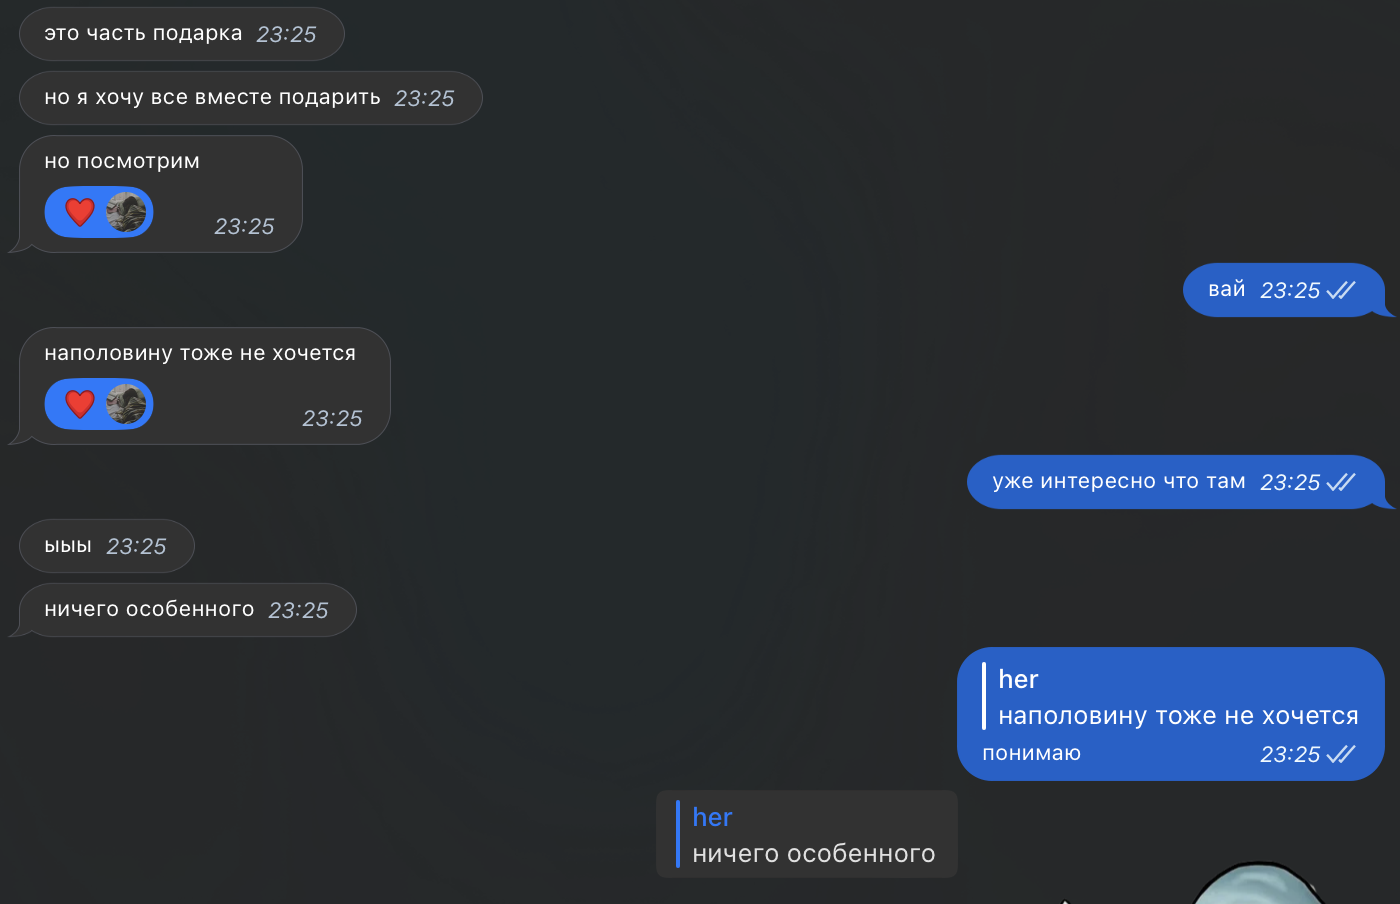 это часть подарка 23:25
но я хочу все вместе подарить 23:25
но посмотрим
23:25
вай 23:25
наполовину тоже не хочется
23:25
уже интересно что там 23:25
ыыы 23:25
ничего особенного 23:25
her
наполовину тоже не хочется
понимаю 23:25
her
ничего особенного